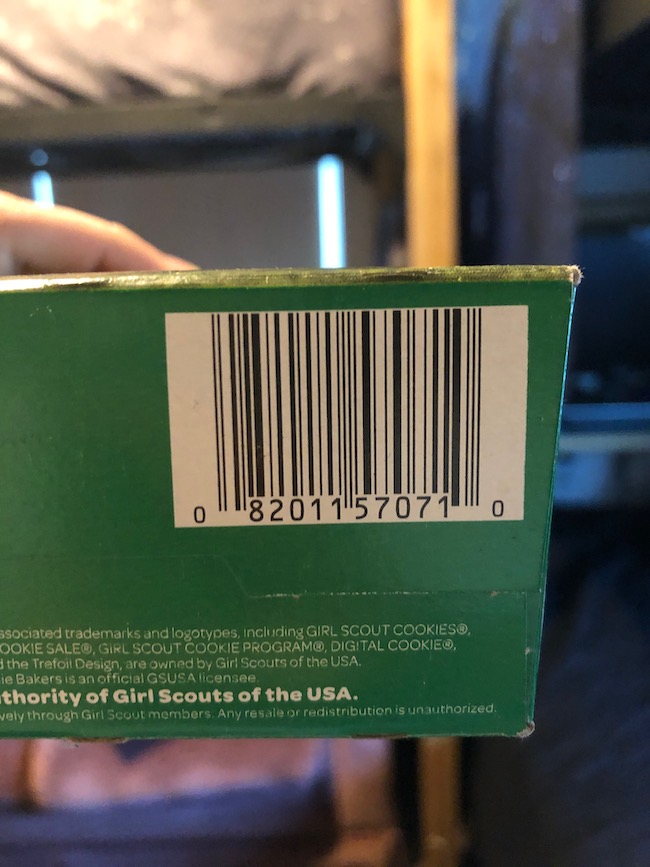 0 82011 57071 0
ssociated trademarks and logotypes, including GIRL SCOUT COOKIES®,
OOKIE SALE®, GIRL SCOUT COOKIE PROGRAM®, DIGITAL COOKIE®,
d the Trefoil Design, are owned by Girl Scouts of the USA.
ie Bakers is an official GSUSA licensee.
thority of Girl Scouts of the USA.
vely through Girl Scout members. Any resale or redistribution is unauthorized.